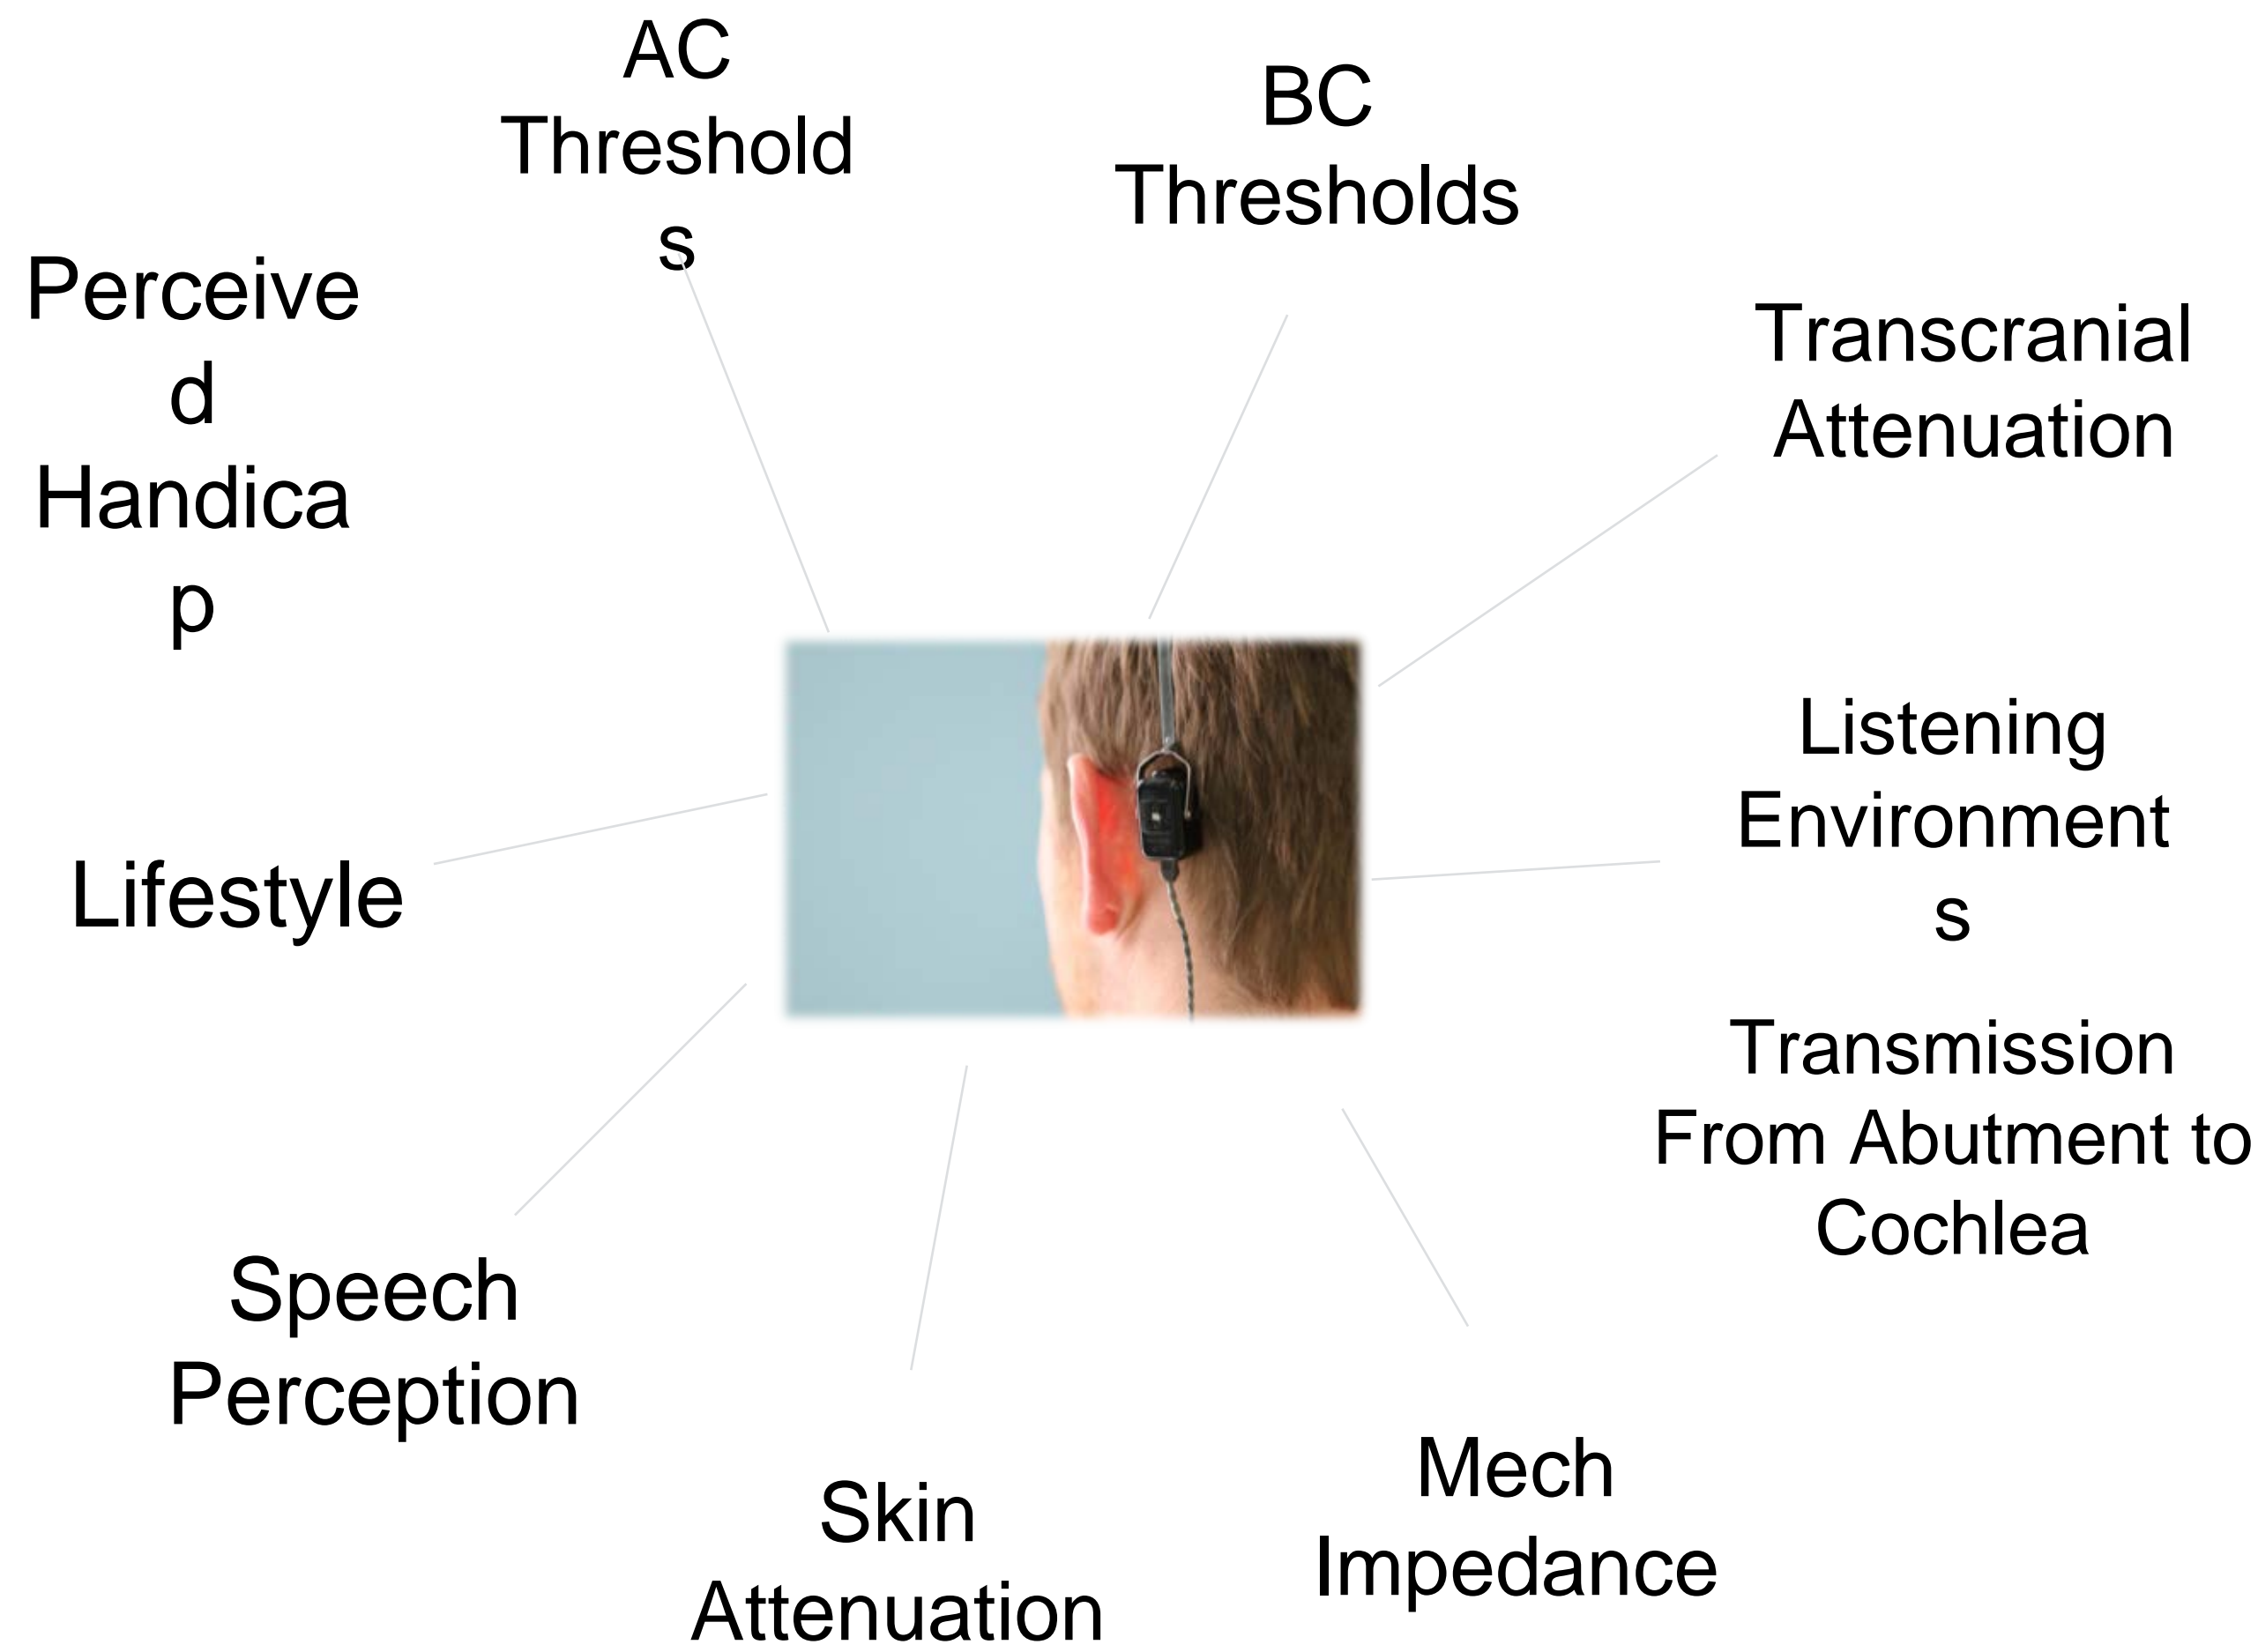 AC
Threshold
s
BC
Thresholds
Perceive
d
Handica
p
Transcranial
Attenuation
Listening
Environment
s
Lifestyle
Transmission
From Abutment to
Cochlea
Speech
Perception
Mech
Impedance
Skin
Attenuation